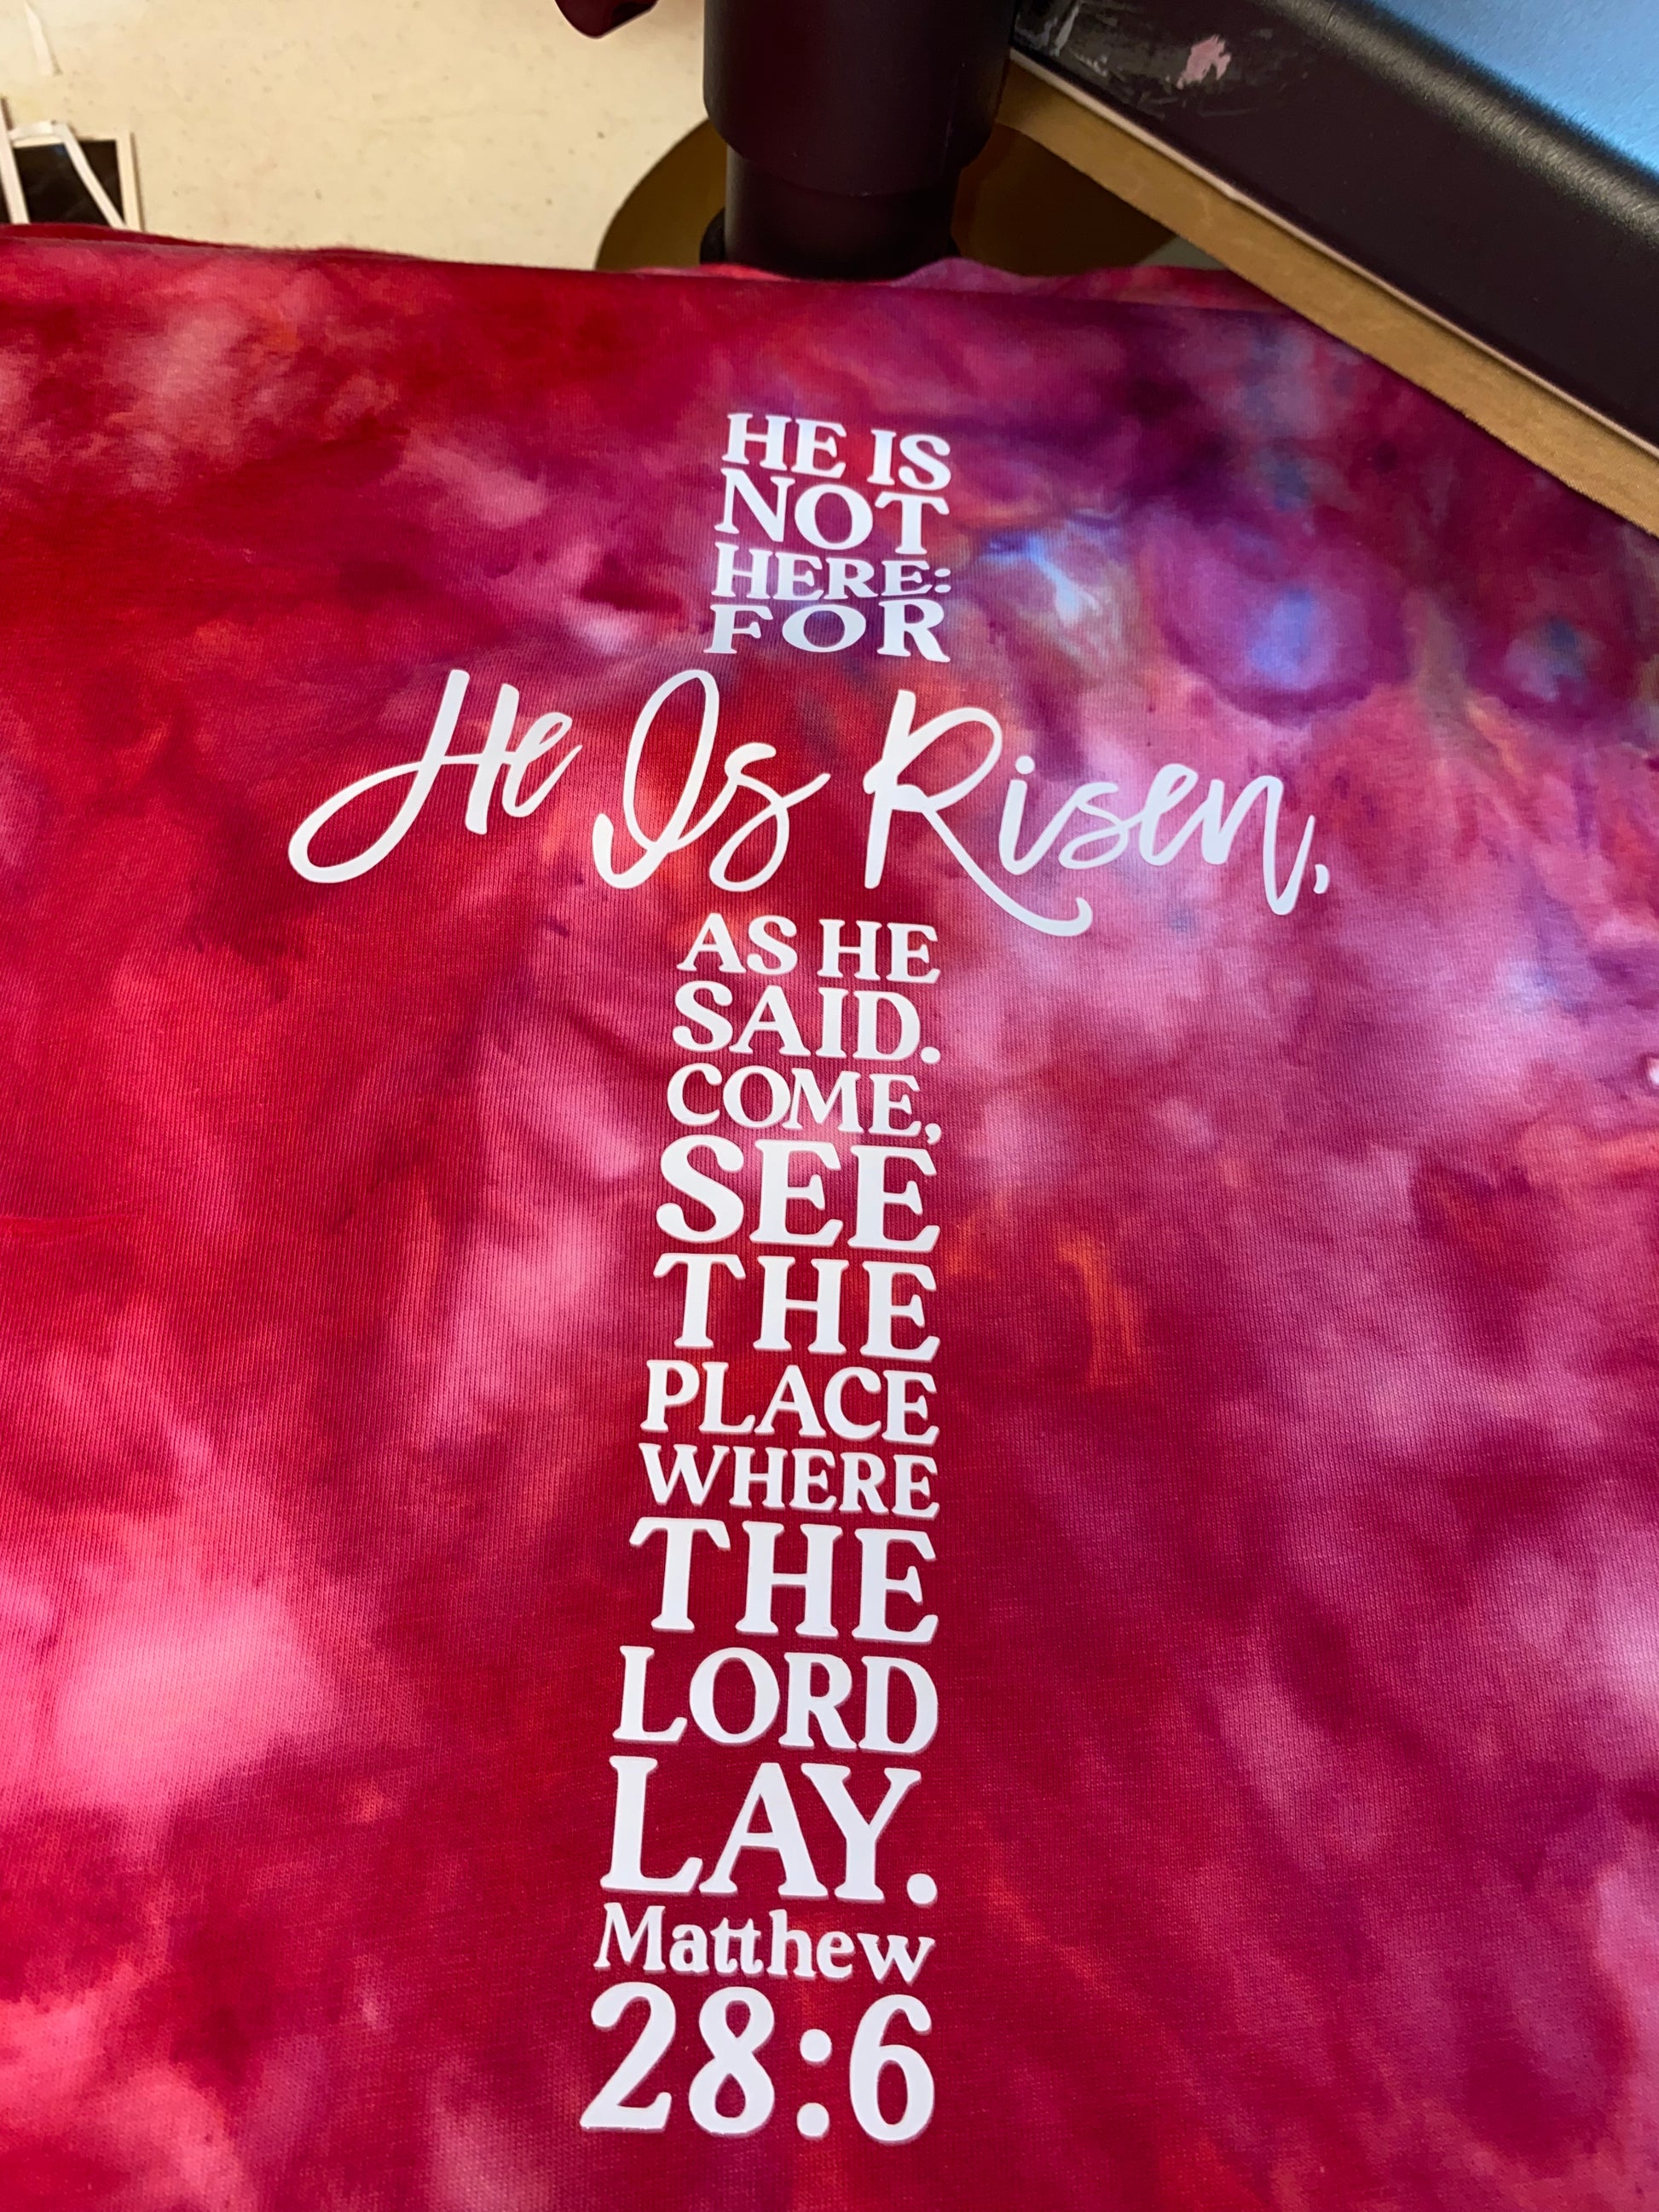 HE IS
NOT
HERE:
FOR
He Is Risen,
AS HE
SAID.
COME,
SEE
THE
PLACE
WHERE
THE
LORD
LAY.
Matthew
28:6